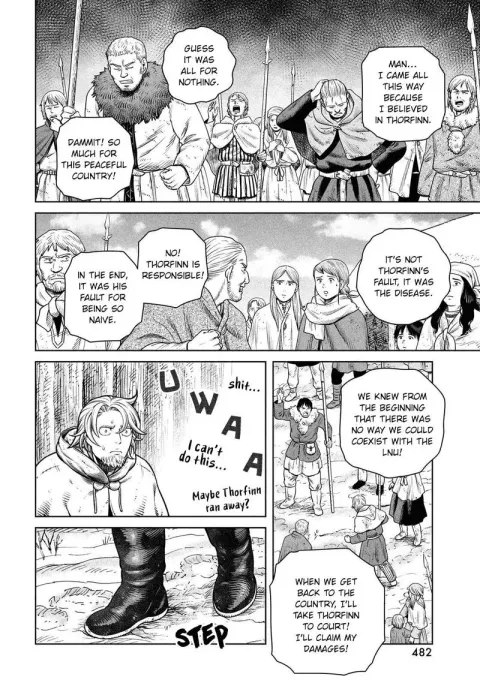 GUESS
IT WAS
ALL FOR
NOTHING.
MAN...
I CAME ALL
THIS WAY
BECAUSE
I BELIEVED
IN THORFINN.
DAMMIT! SO
MUCH FOR
THIS PEACEFUL
COUNTRY!
NO!
THORFINN IS
RESPONSIBLE!
IN THE END,
IT WAS HIS
FAULT FOR
BEING SO
NAIVE.
IT'S NOT
THORFINN'S
FAULT, IT WAS
THE DISEASE.
UWAA
shit...
I can't
do this...
Maybe Thorfinn
ran away?
WE KNEW FROM
THE BEGINNING
THAT THERE WAS
NO WAY WE COULD
COEXIST WITH THE
LNU!
STEP
WHEN WE GET
BACK TO THE
COUNTRY, I'LL
TAKE THORFINN
TO COURT!
I'LL CLAIM MY
DAMAGES!
482